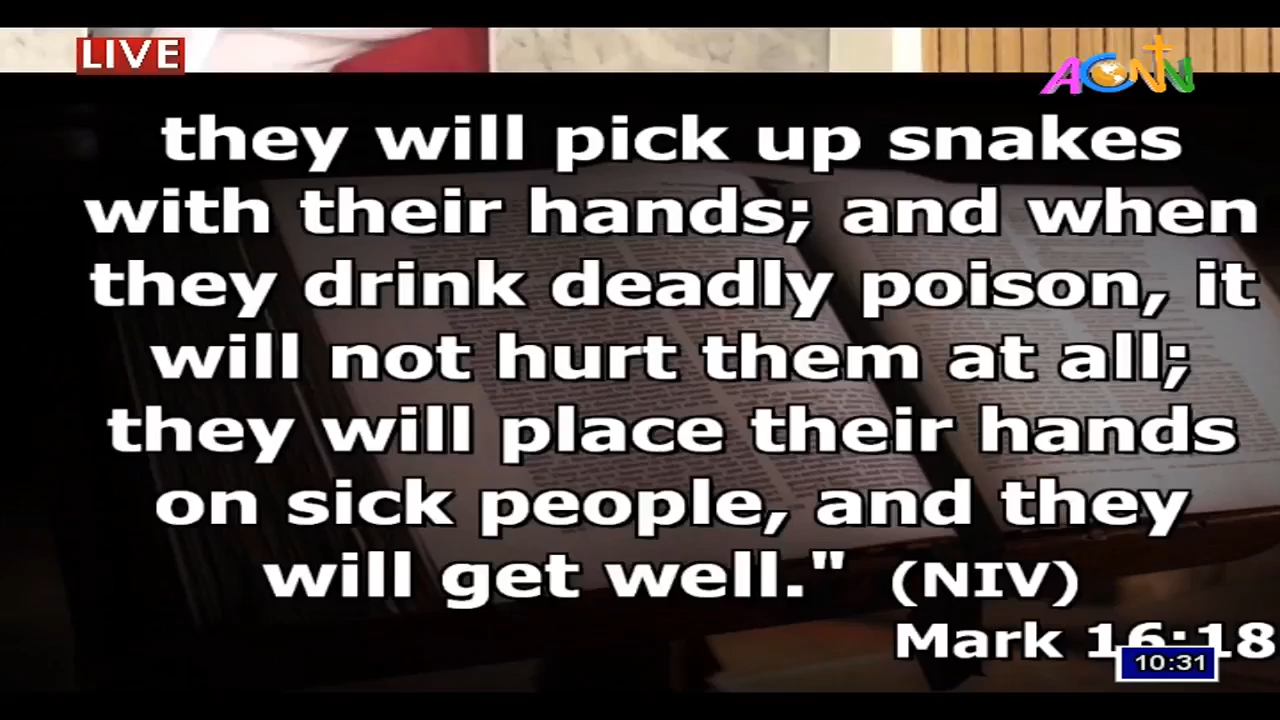 LIVE
ACNN
they will pick up snakes
with their hands; and when
they drink deadly poison, it
will not hurt them at all;
they will place their hands
on sick people, and they
will get well." (NIV)
Mark 16:18
10:31